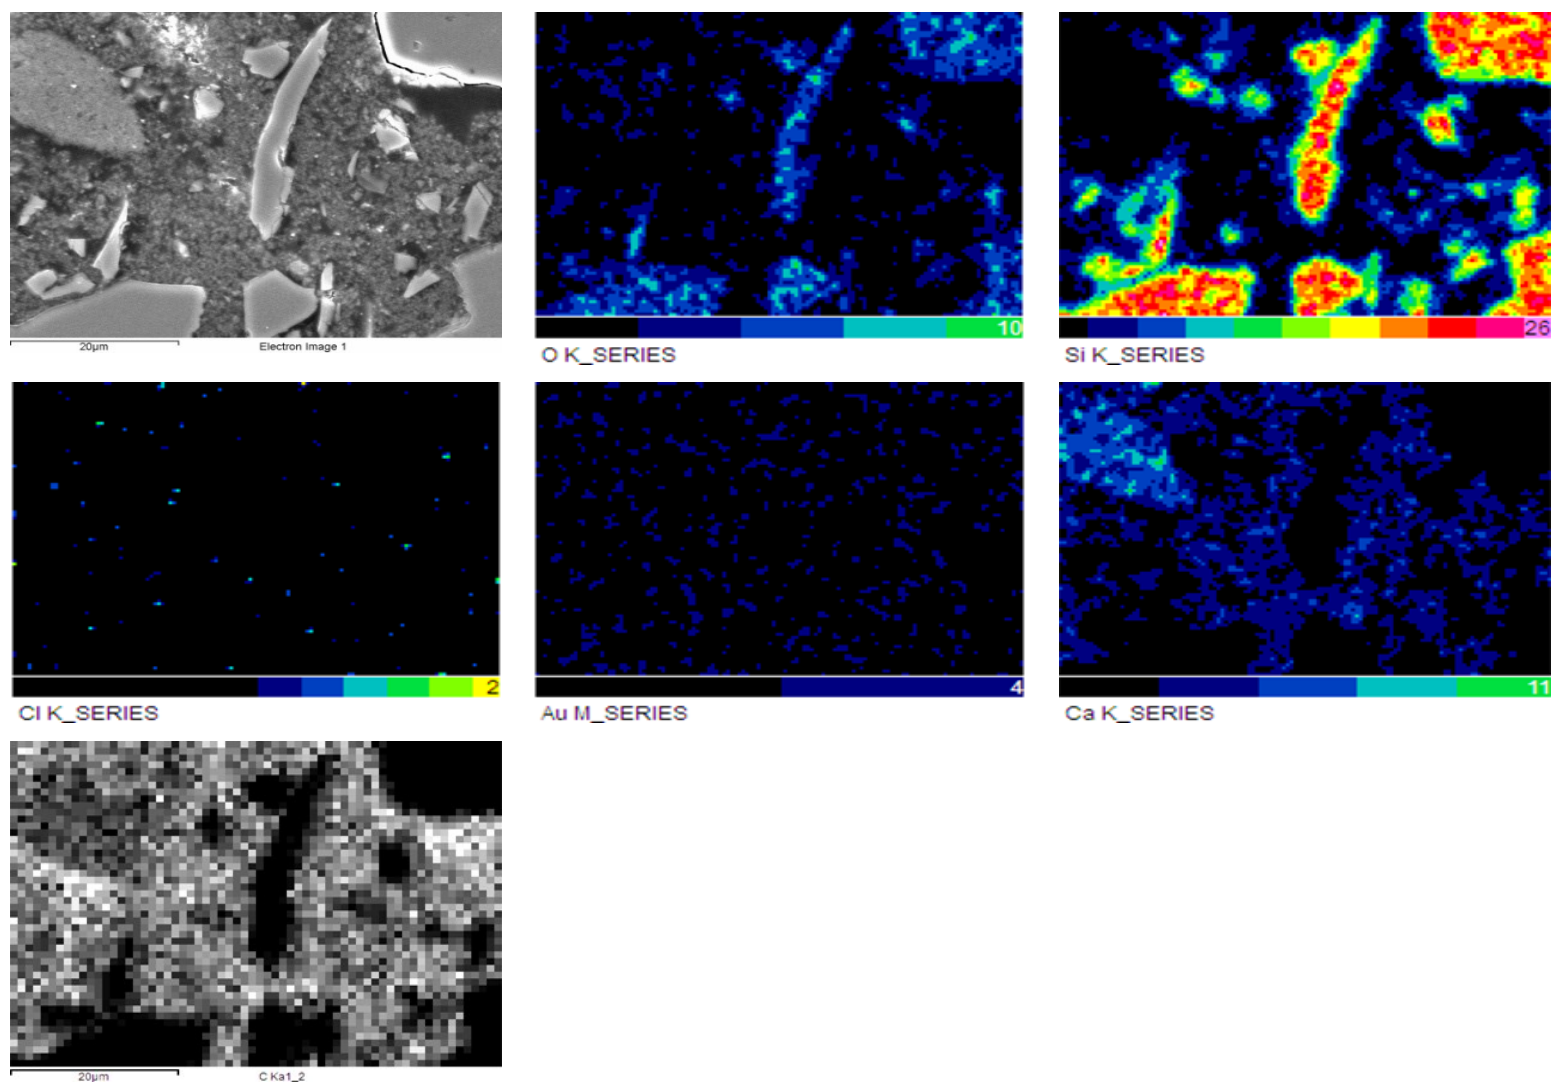 20µm Electron Image 1
10
O K_SERIES
26
Si K_SERIES
2
Cl K_SERIES
4
Au M_SERIES
11
Ca K_SERIES
20µm C Ka1_2